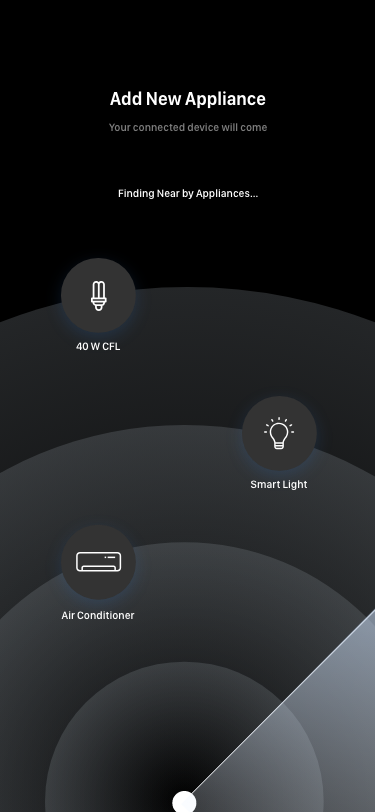 Add New Appliance
Your connected device will come
Finding Near by Appliances...
40 W CFL
Smart Light
Air Conditioner